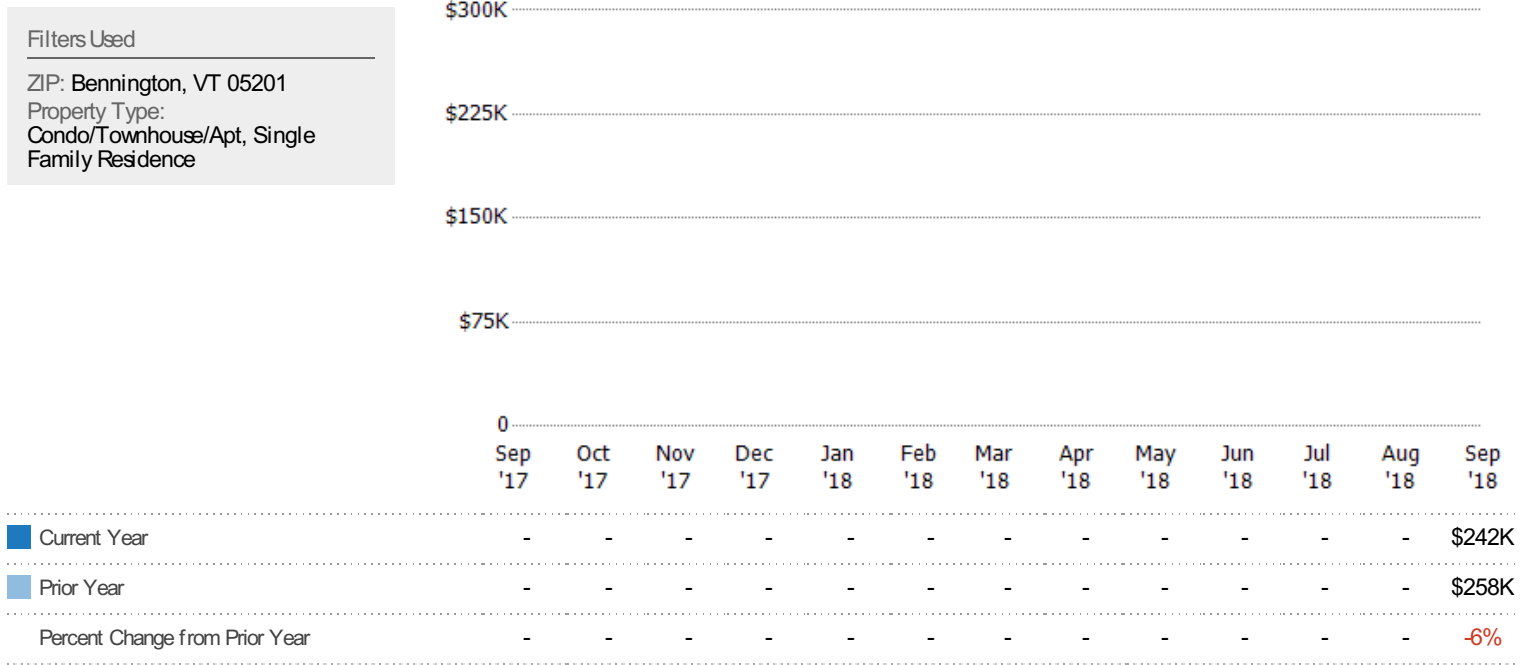 Filters Used
ZIP: Bennington, VT 05201
Property Type:
Condo/Townhouse/Apt, Single
Family Residence
$300K
$225K
$150K
$75K
0
Sep Oct Nov Dec Jan Feb Mar Apr May Jun Jul Aug Sep
'17 '17 '17 '17 '18 '18 '18 '18 '18 '18 '18 '18 '18
Current Year - - - - - - - - - - - - $242K
Prior Year - - - - - - - - - - - - $258K
Percent Change from Prior Year - - - - - - - - - - - - -6%